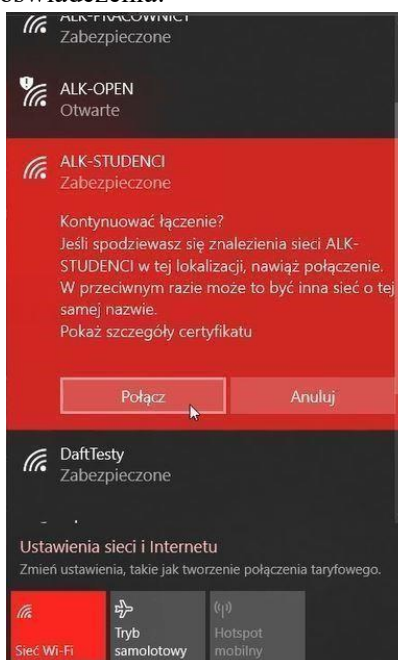 oświadczenia.
ALK-PRACOWNICY
Zabezpieczone
ALK-OPEN
Otwarte
ALK-STUDENCI
Zabezpieczone
Kontynuować łączenie?
Jeśli spodziewasz się znalezienia sieci ALK-
STUDENCI w tej lokalizacji, nawiąż połączenie.
W przeciwnym razie może to być inna sieć o tej
samej nazwie.
Pokaż szczegóły certyfikatu
Połącz
Anuluj
DaftTesty
Zabezpieczone
Ustawienia sieci i Internetu
Zmień ustawienia, takie jak tworzenie połączenia taryfowego.
Sieć Wi-Fi
Tryb
samolotowy
Hotspot
mobilny